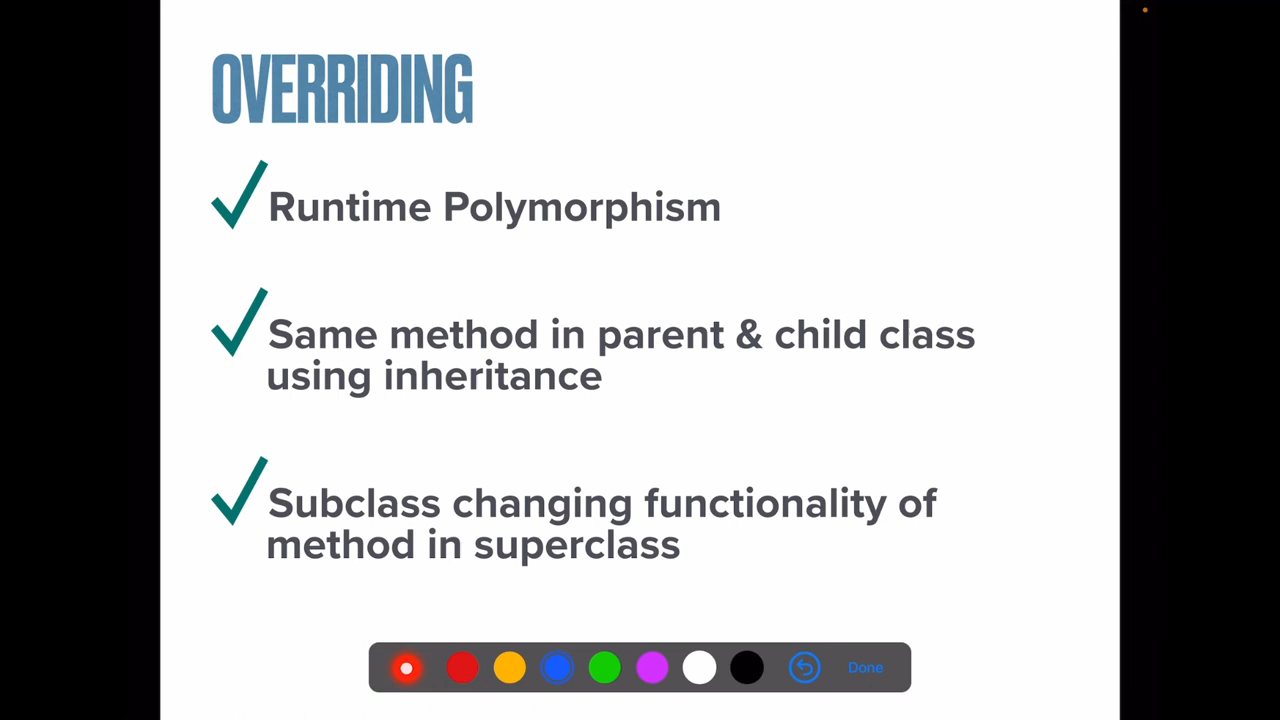 OVERRIDING
Runtime Polymorphism
Same method in parent & child class
using inheritance
Subclass changing functionality of
method in superclass
Done